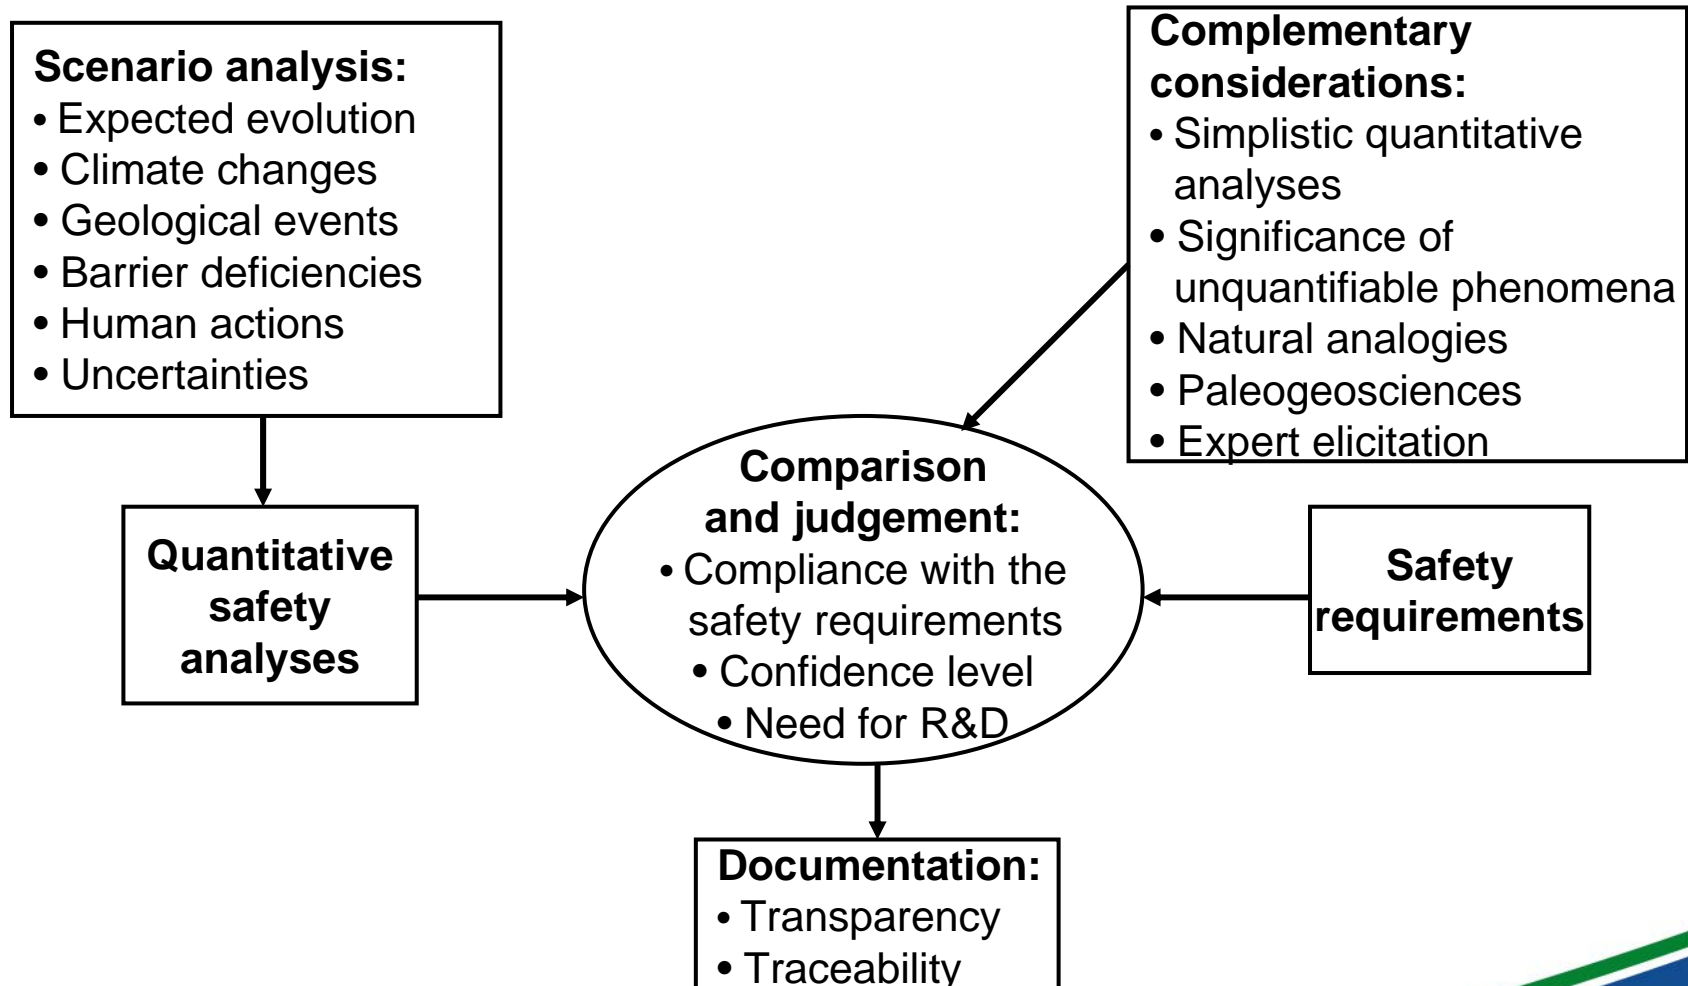 Scenario analysis:
• Expected evolution
• Climate changes
• Geological events
• Barrier deficiencies
• Human actions
• Uncertainties
Complementary
considerations:
• Simplistic quantitative
analyses
• Significance of
unquantifiable phenomena
• Natural analogies
• Paleogeosciences
• Expert elicitation
Quantitative
safety
analyses
Comparison
and judgement:
• Compliance with the
safety requirements
• Confidence level
• Need for R&D
Safety
requirements
Documentation:
• Transparency
• Traceability